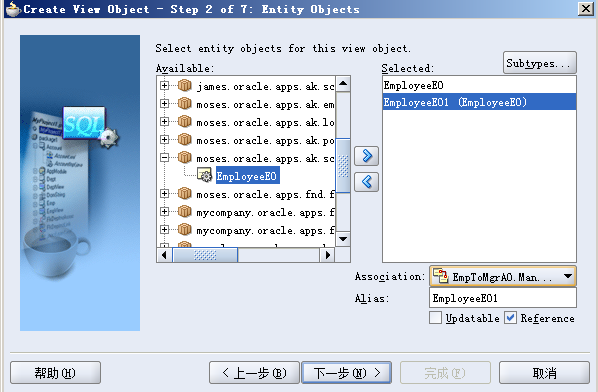 Create View Object - Step 2 of 7: Entity Objects
Select entity objects for this view object.
Available:
Selected:
Subtypes...
james.oracle.apps.ak.sc
moses.oracle.apps.ak.em
moses.oracle.apps.ak.lo
moses.oracle.apps.ak.po
moses.oracle.apps.ak.sc
EmployeeEO
moses.oracle.apps.fnd.f
mycompany.oracle.apps.f
mycompany.oracle.apps.f
EmployeeEO
EmployeeEO1 (EmployeeEO)
SQL
Association:
EmpToMgrAO.Man...
Alias:
EmployeeEO1
Updatable
Reference
帮助(H)
< 上一步(B)
下一步(N) >
完成(F)
取消